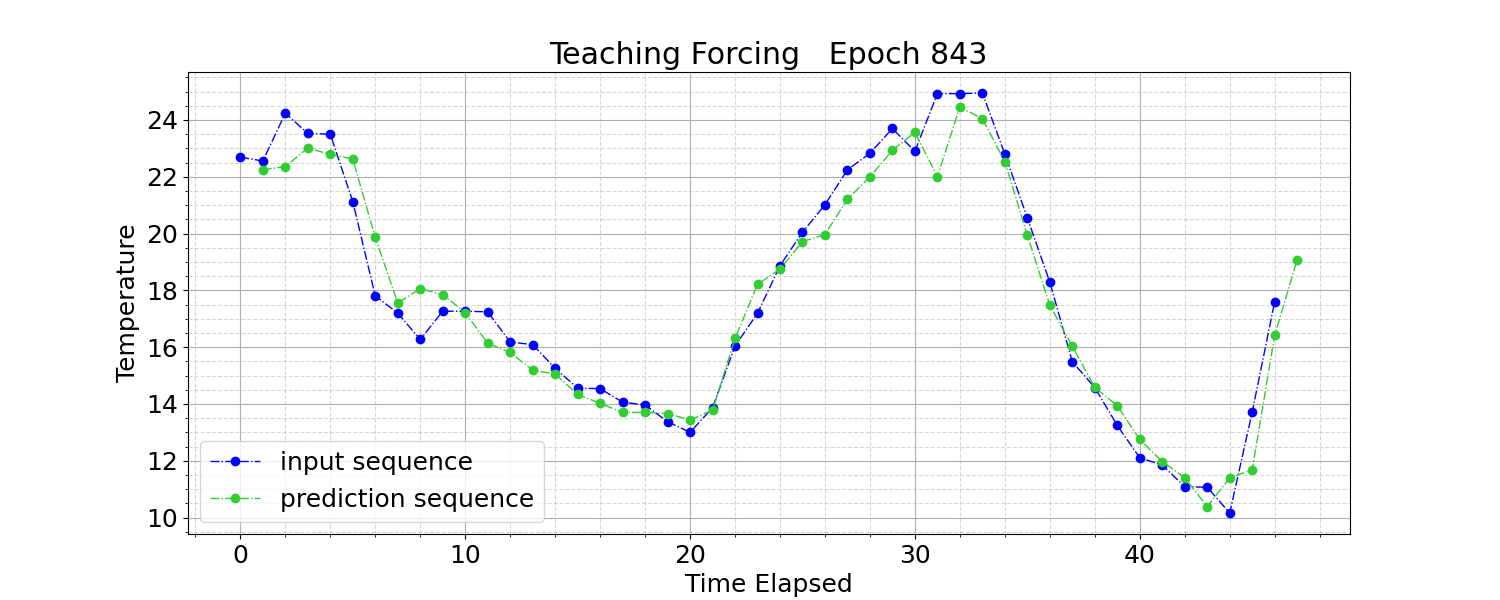 Teaching Forcing   Epoch 843
Temperature
24
22
20
18
16
14
12
10
input sequence
prediction sequence
0 10 20 30 40
Time Elapsed